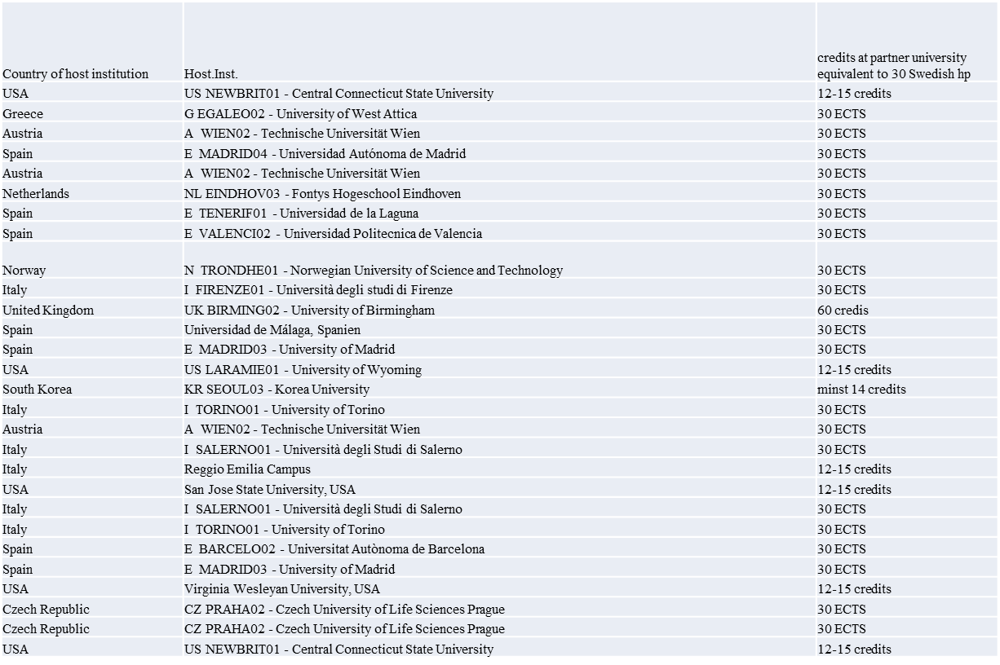 credits at partner university
Country of host institution Host.Inst. equivalent to 30 Swedish hp
USA US NEWBRIT01 - Central Connecticut State University 12-15 credits
Greece G EGALEO02 - University of West Attica 30 ECTS
Austria A WIEN02 - Technische Universität Wien 30 ECTS
Spain E MADRID04 - Universidad Autónoma de Madrid 30 ECTS
Austria A WIEN02 - Technische Universität Wien 30 ECTS
Netherlands NL EINDHOV03 - Fontys Hogeschool Eindhoven 30 ECTS
Spain E TENERIF01 - Universidad de la Laguna 30 ECTS
Spain E VALENCI02 - Universidad Politecnica de Valencia 30 ECTS
Norway N TRONDHE01 - Norwegian University of Science and Technology 30 ECTS
Italy I FIRENZE01 - Università degli studi di Firenze 30 ECTS
United Kingdom UK BIRMING02 - University of Birmingham 60 credis
Spain Universidad de Málaga, Spanien 30 ECTS
Spain E MADRID03 - University of Madrid 30 ECTS
USA US LARAMIE01 - University of Wyoming 12-15 credits
South Korea KR SEOUL03 - Korea University minst 14 credits
Italy I TORINO01 - University of Torino 30 ECTS
Austria A WIEN02 - Technische Universität Wien 30 ECTS
Italy I SALERNO01 - Università degli Studi di Salerno 30 ECTS
Italy Reggio Emilia Campus 12-15 credits
USA San Jose State University, USA 12-15 credits
Italy I SALERNO01 - Università degli Studi di Salerno 30 ECTS
Italy I TORINO01 - University of Torino 30 ECTS
Spain E BARCELO02 - Universitat Autònoma de Barcelona 30 ECTS
Spain E MADRID03 - University of Madrid 30 ECTS
USA Virginia Wesleyan University, USA 12-15 credits
Czech Republic CZ PRAHA02 - Czech University of Life Sciences Prague 30 ECTS
Czech Republic CZ PRAHA02 - Czech University of Life Sciences Prague 30 ECTS
USA US NEWBRIT01 - Central Connecticut State University 12-15 credits